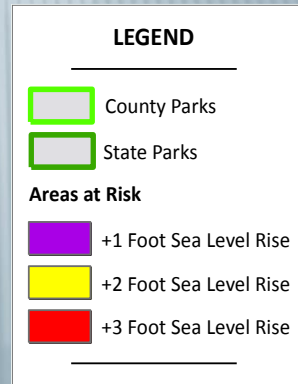 LEGEND
County Parks
State Parks
Areas at Risk
+1 Foot Sea Level Rise
+2 Foot Sea Level Rise
+3 Foot Sea Level Rise